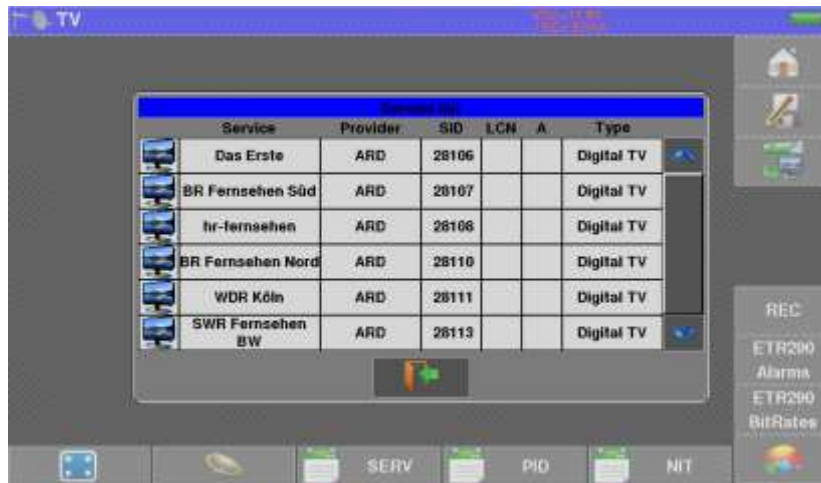 TV
Service Provider SID LCN A Type
Das Erste ARD 28106 Digital TV
BR Fernsehen Süd ARD 28107 Digital TV
hr-fernsehen ARD 28108 Digital TV
BR Fernsehen Nord ARD 28110 Digital TV
WDR Köln ARD 28111 Digital TV
SWR Fernsehen
BW ARD 28113 Digital TV
REC
ETR290
Alarms
ETR290
BitRates
SERV PID NIT